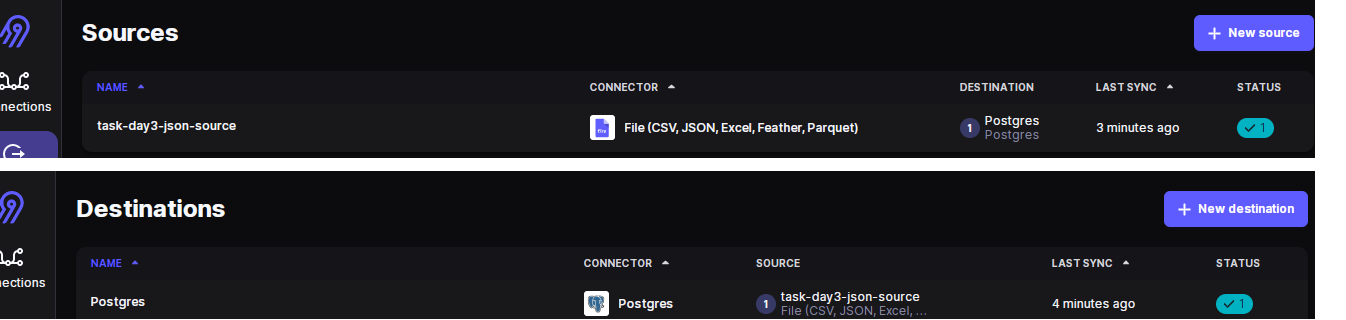 Sources
New source
nections
NAME CONNECTOR DESTINATION LAST SYNC STATUS
task-day3-json-source file File (CSV, JSON, Excel, Feather, Parquet) 1 Postgres 3 minutes ago 1
Postgres
Destinations
New destination
nections
NAME CONNECTOR SOURCE LAST SYNC STATUS
Postgres Postgres 1 task-day3-json-source 4 minutes ago 1
File (CSV, JSON, Excel, ...